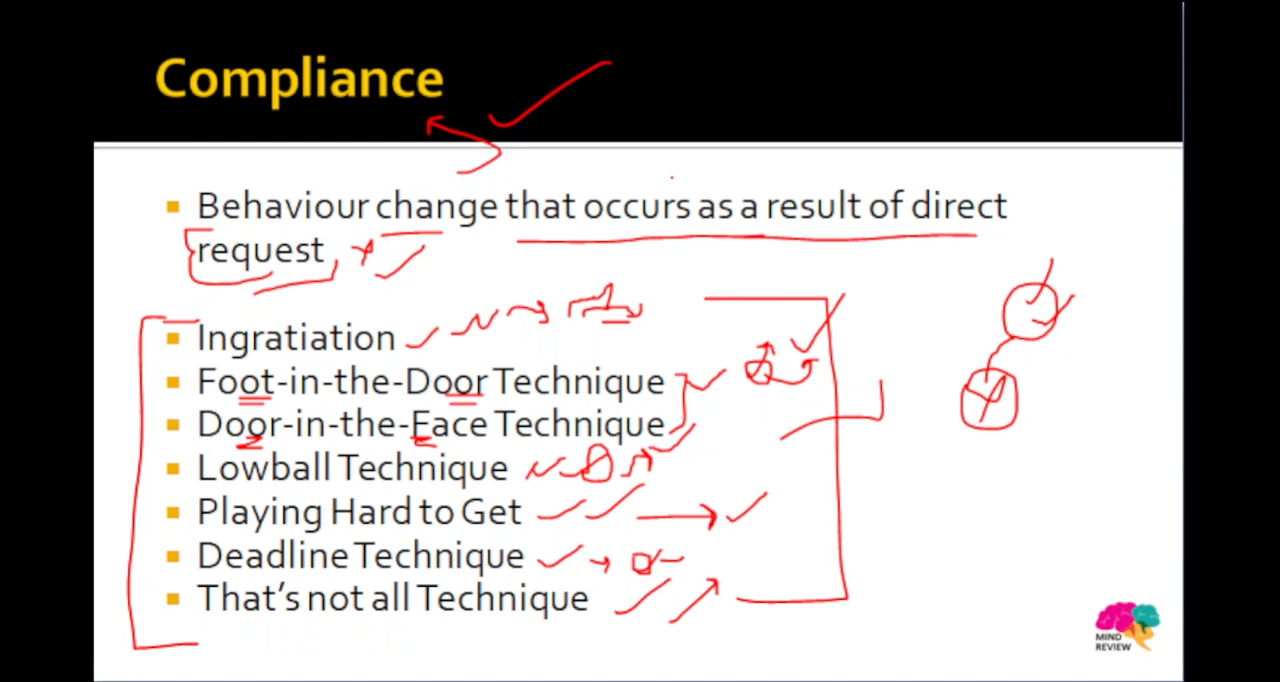 Compliance
Behaviour change that occurs as a result of direct
request
Ingratiation
Foot-in-the-Door Technique
Door-in-the-Face Technique
Lowball Technique
Playing Hard to Get
Deadline Technique
That's not all Technique
MIND
REVIEW